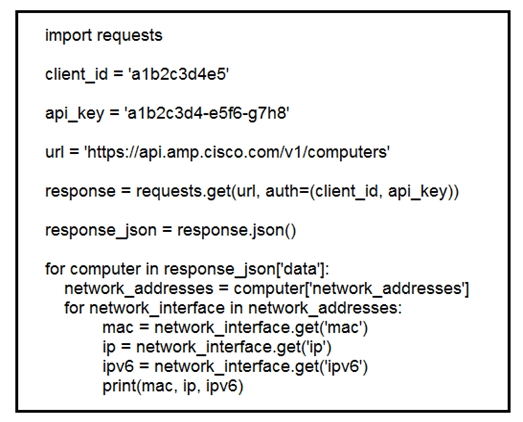 import requests
client_id = 'a1b2c3d4e5'
api_key = 'a1b2c3d4-e5f6-g7h8'
url = 'https://api.amp.cisco.com/v1/computers'
response = requests.get(url, auth=(client_id, api_key))
response_json = response.json()
for computer in response_json['data']:
    network_addresses = computer['network_addresses']
    for network_interface in network_addresses:
        mac = network_interface.get('mac')
        ip = network_interface.get('ip')
        ipv6 = network_interface.get('ipv6')
        print(mac, ip, ipv6)